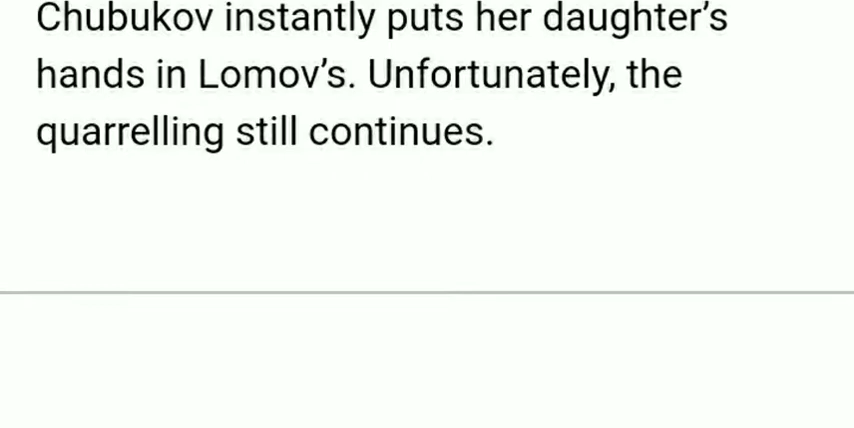 Chubukov instantly puts her daughter’s
hands in Lomov’s. Unfortunately, the
quarrelling still continues.